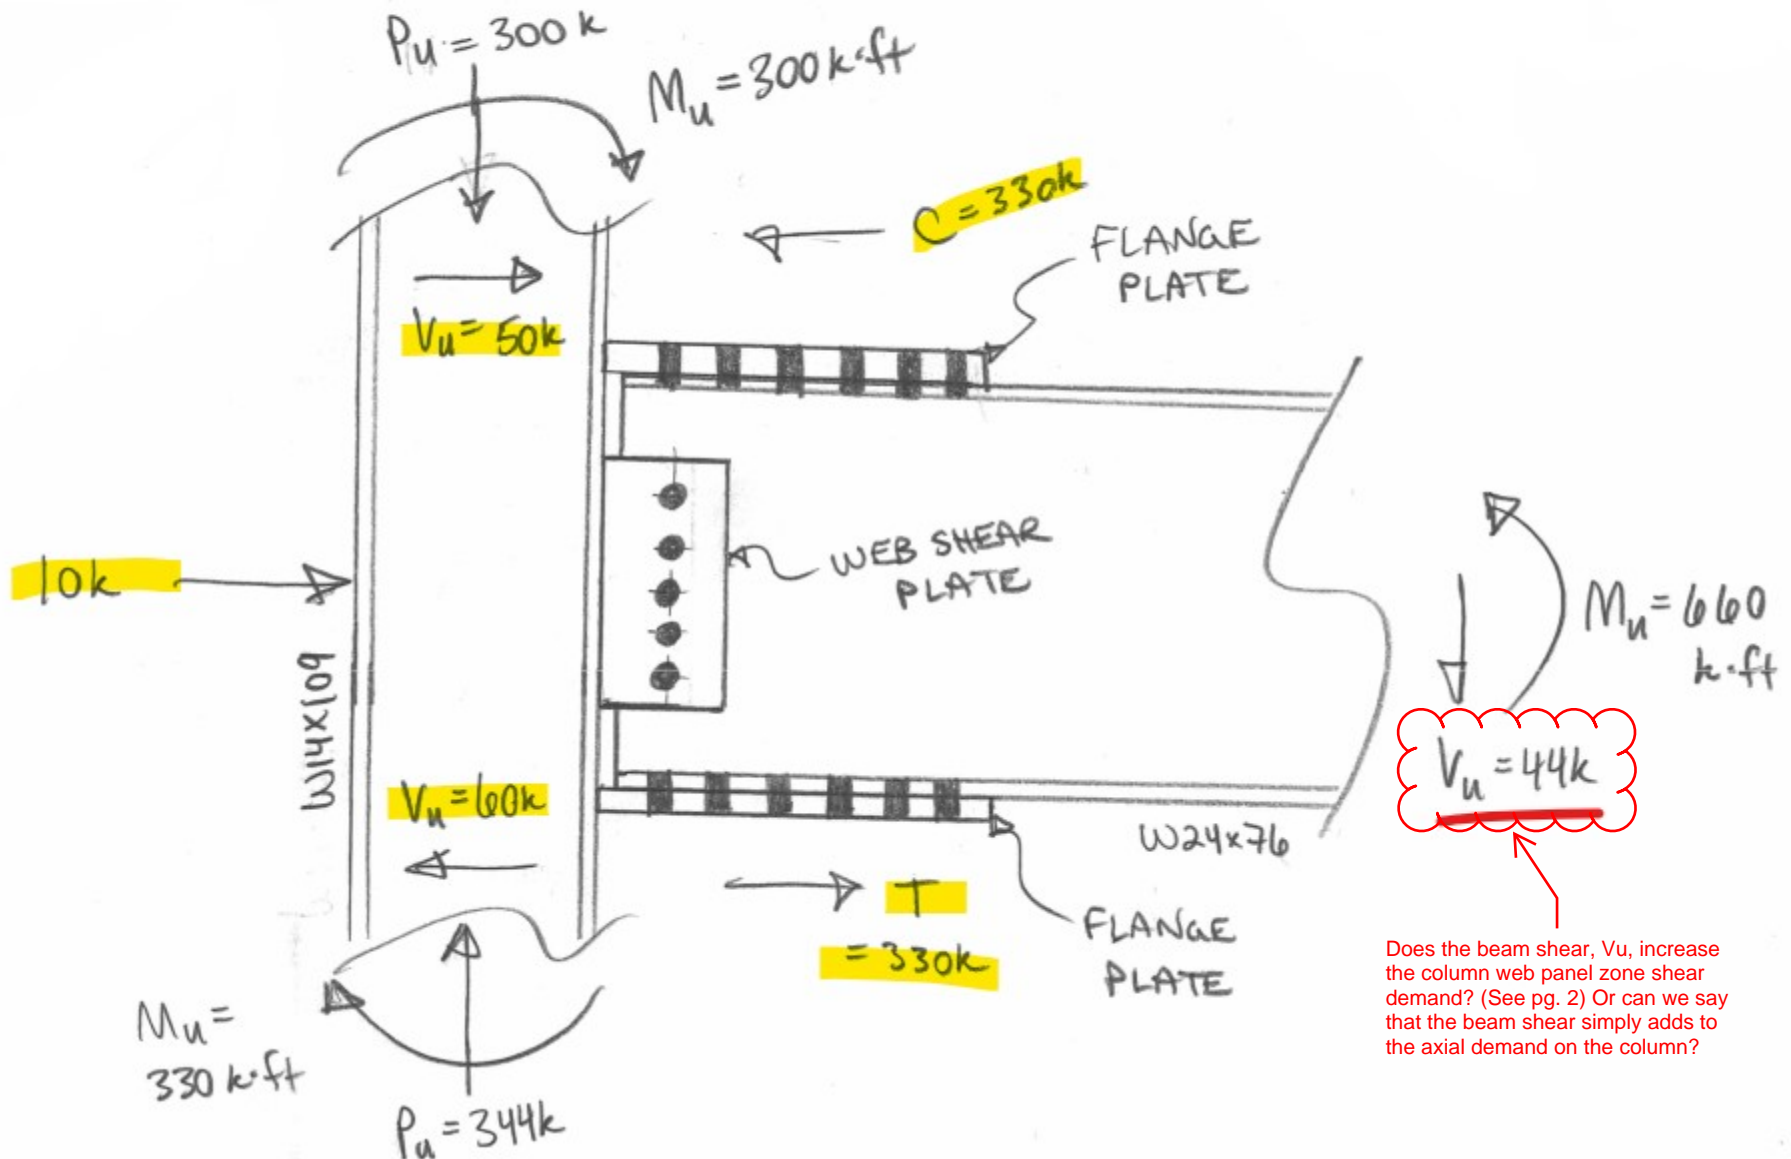 Pu = 300k
Mu = 300k·ft
C = 330k
FLANGE
PLATE
Vu = 50k
10k
WEB SHEAR
PLATE
Mu = 660
k·ft
W14x109
Vu = 44k
Vu = 60k
W24x76
T
= 330k
FLANGE
PLATE
Does the beam shear, Vu, increase
the column web panel zone shear
demand? (See pg. 2) Or can we say
that the beam shear simply adds to
the axial demand on the column?
Mu =
330 k·ft
Pu = 344k